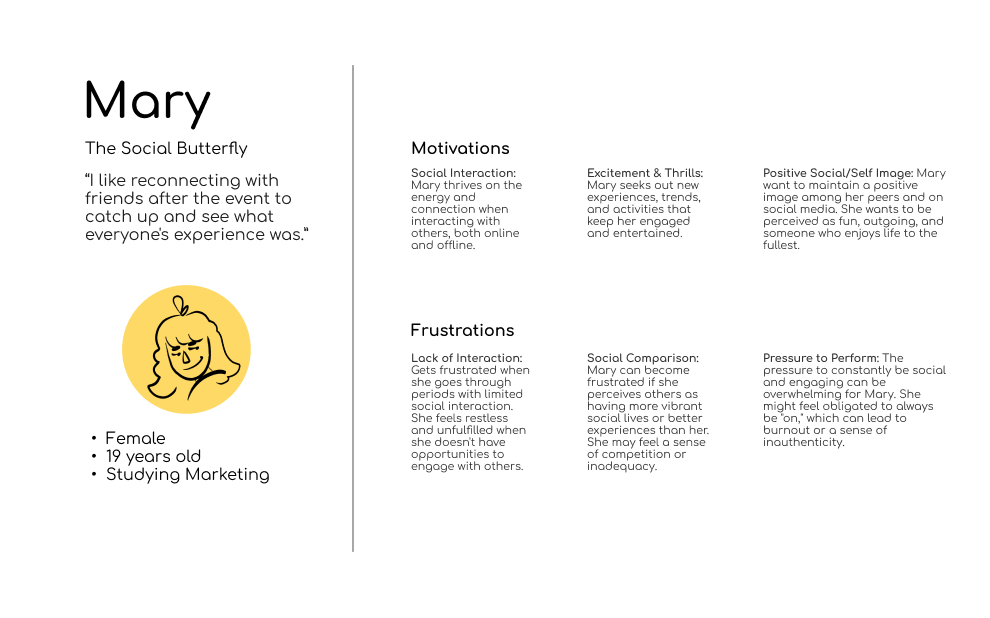 Mary
The Social Butterfly
“I like reconnecting with
friends after the event to
catch up and see what
everyone's experience was.”
• Female
• 19 years old
• Studying Marketing
Motivations
Social Interaction:
Mary thrives on the
energy and
connection when
interacting with
others, both online
and offline.
Excitement & Thrills:
Mary seeks out new
experiences, trends,
and activities that
keep her engaged
and entertained.
Positive Social/Self Image: Mary
want to maintain a positive
image among her peers and on
social media. She wants to be
perceived as fun, outgoing, and
someone who enjoys life to the
fullest.
Frustrations
Lack of Interaction:
Gets frustrated when
she goes through
periods with limited
social interaction.
She feels restless
and unfulfilled when
she doesn't have
opportunities to
engage with others.
Social Comparison:
Mary can become
frustrated if she
perceives others as
having more vibrant
social lives or better
experiences than her.
She may feel a sense
of competition or
inadequacy.
Pressure to Perform: The
pressure to constantly be social
and engaging can be
overwhelming for Mary. She
might feel obligated to always
be "on," which can lead to
burnout or a sense of
inauthenticity.